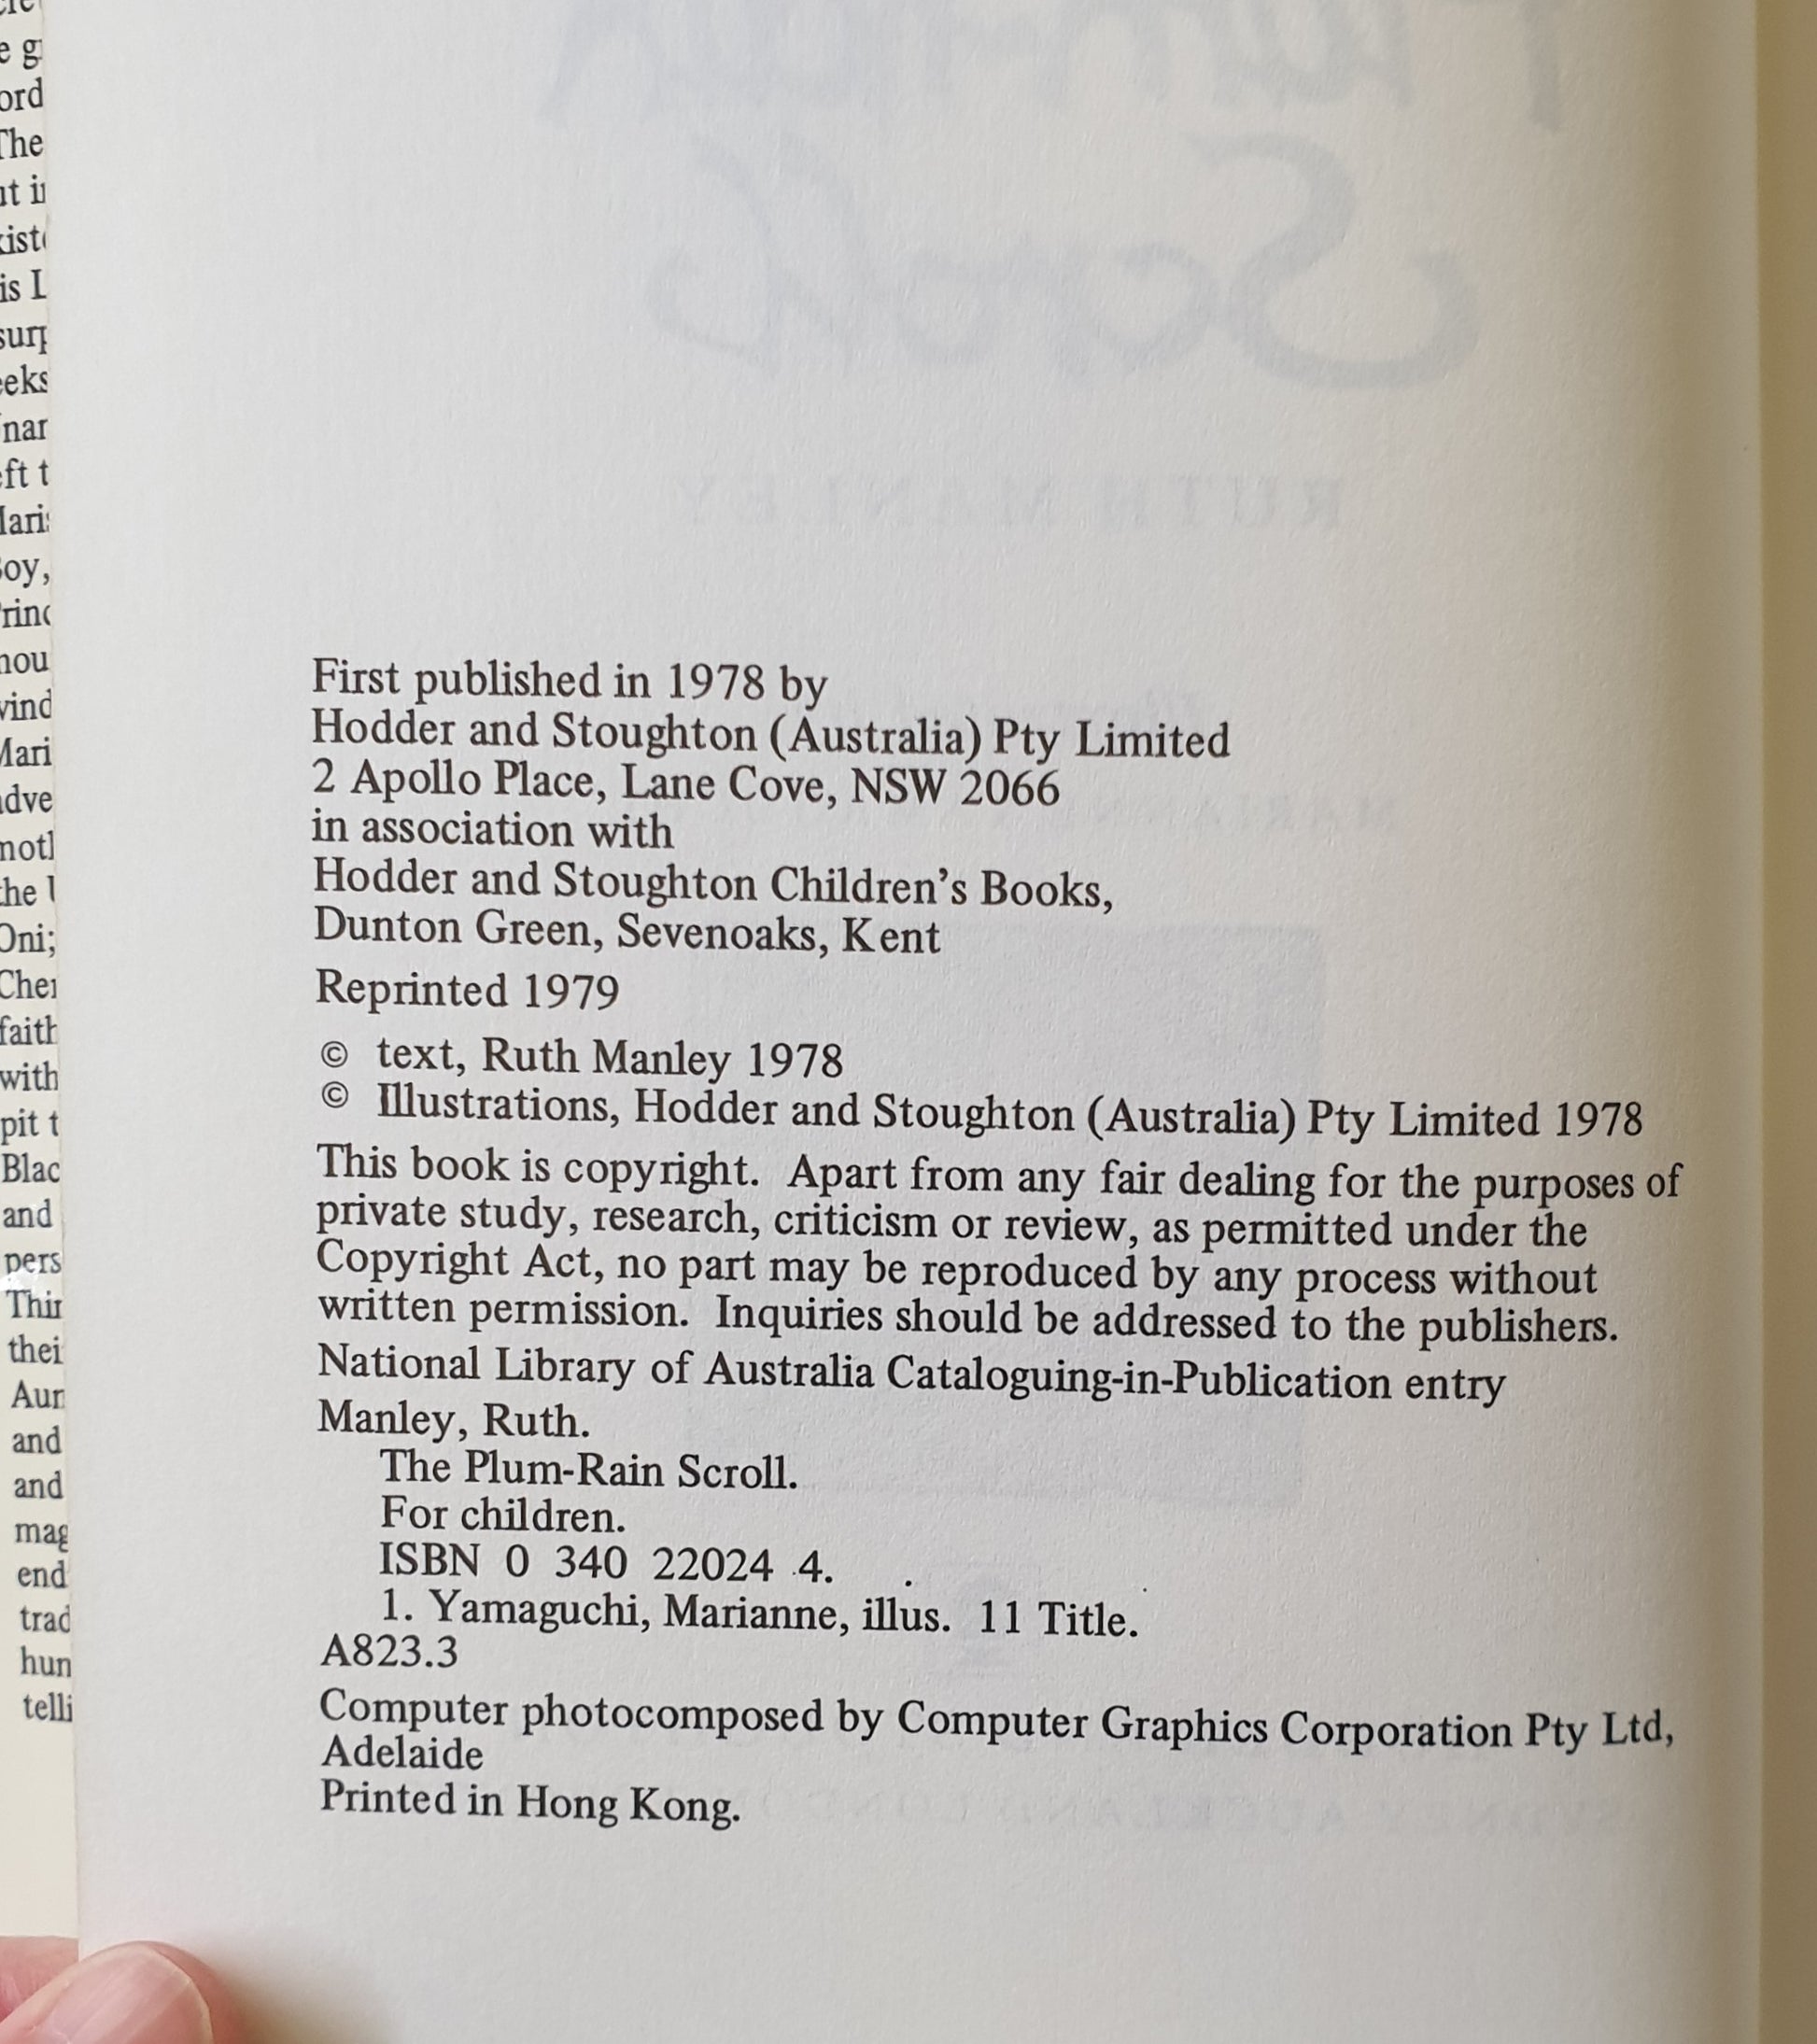 Scroll
RUTH MANLEY
First published in 1978 by
Hodder and Stoughton (Australia) Pty Limited
2 Apollo Place, Lane Cove, NSW 2066
in association with
Hodder and Stoughton Children's Books,
Dunton Green, Sevenoaks, Kent
Reprinted 1979
© text, Ruth Manley 1978
© Illustrations, Hodder and Stoughton (Australia) Pty Limited 1978
This book is copyright. Apart from any fair dealing for the purposes of
private study, research, criticism or review, as permitted under the
Copyright Act, no part may be reproduced by any process without
written permission. Inquiries should be addressed to the publishers.
National Library of Australia Cataloguing-in-Publication entry
Manley, Ruth.
The Plum-Rain Scroll.
For children.
ISBN 0 340 22024 4.
1. Yamaguchi, Marianne, illus. 11 Title.
A823.3
Computer photocomposed by Computer Graphics Corporation Pty Ltd,
Adelaide
Printed in Hong Kong.